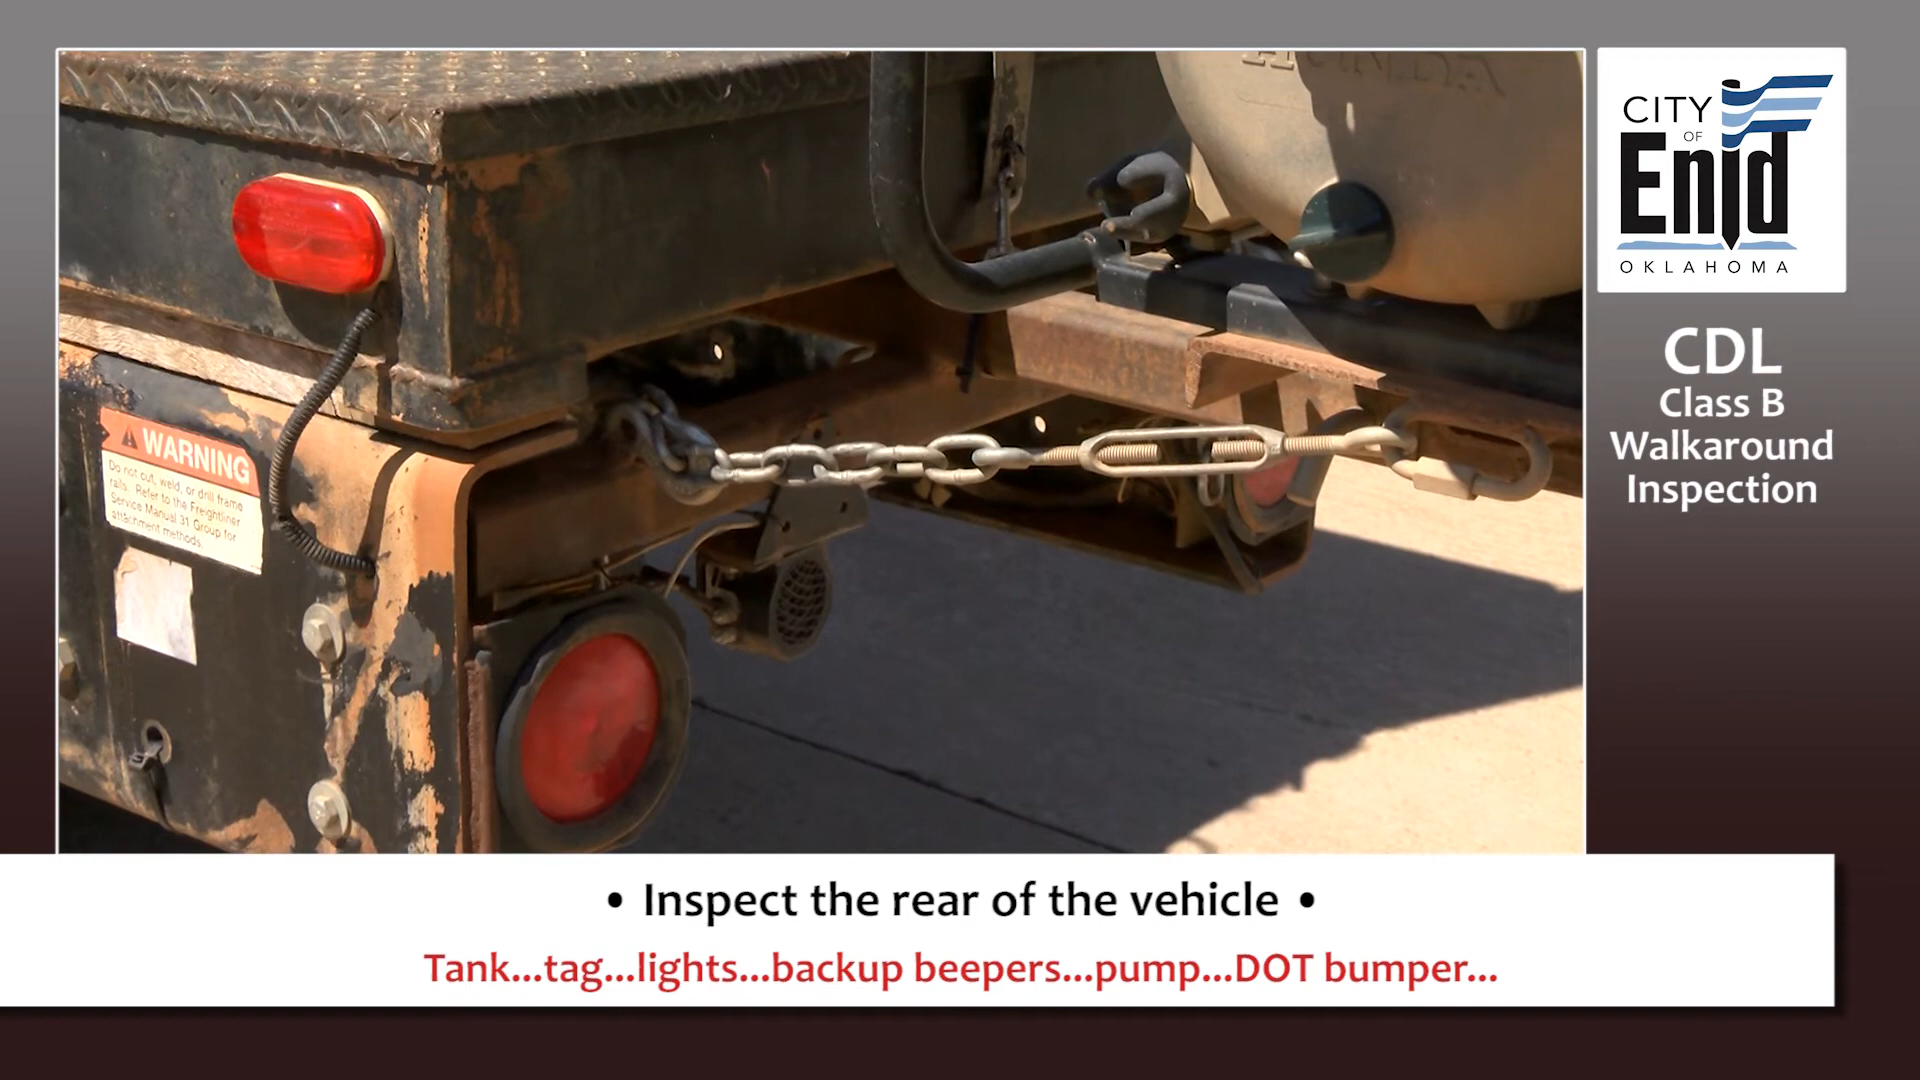 HONDA
CITY
OF
Enid
OKLAHOMA
CDL
Class B
Walkaround
Inspection
WARNING
Do not cut, weld, or drill frame
rails. Refer to the Freightliner
Service Manual 31 Group for
attachment methods.
• Inspect the rear of the vehicle •
Tank...tag...lights...backup beepers...pump...DOT bumper...